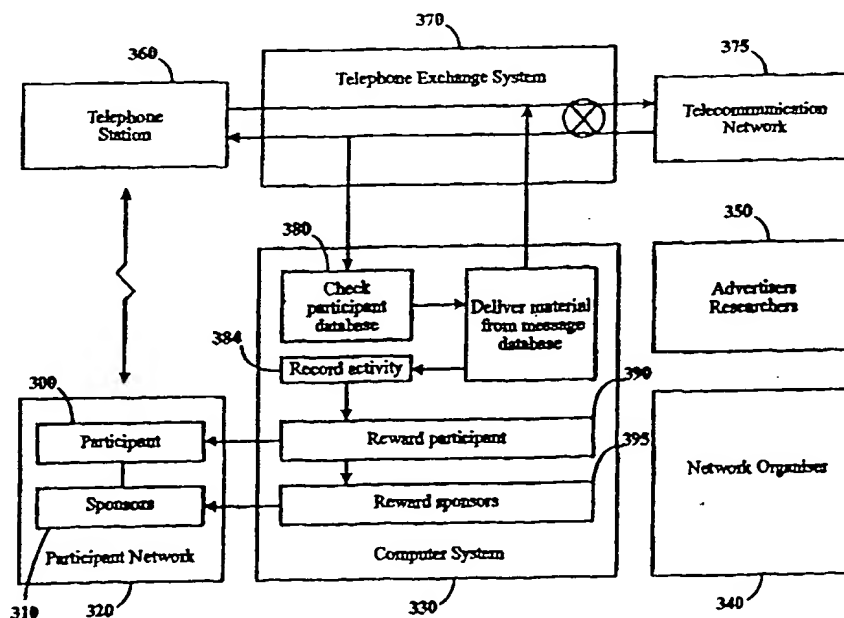 370
360
375
Telephone Exchange System
Telephone
Station
Telecommunication
Network
380
350
Check
participant
database
Deliver material
from message
database
Advertisers
Researchers
384
Record activity
300
390
Participant
Reward participant
395
Network Organiser
Sponsors
Reward sponsors
Participant Network
Computer System
310
320
330
340